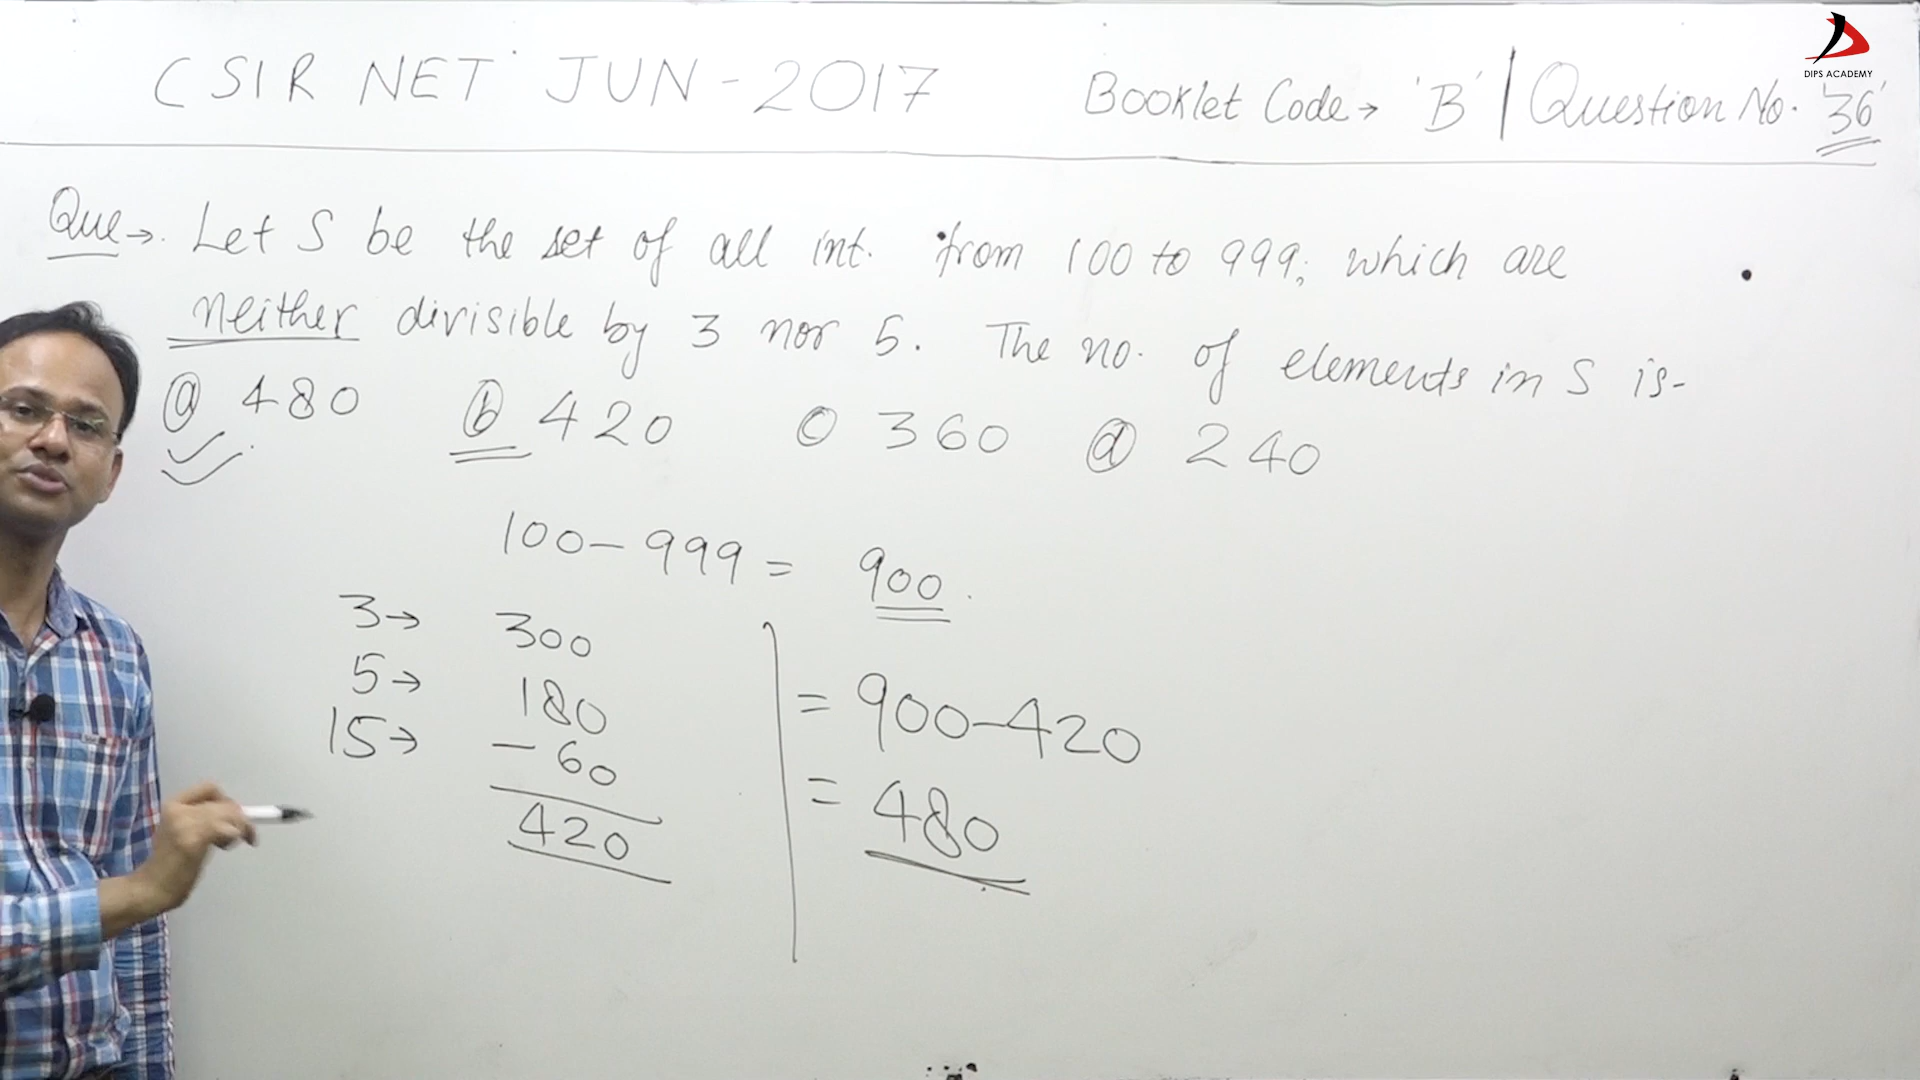 CSIR NET JUN-2017 Booklet Code→ 'B' | Question No. '36'
DIPS ACADEMY
Que→. Let S be the set of all int. from 100 to 999, which are
neither divisible by 3 nor 5. The no. of elements in S is-
ⓐ 480 ⓑ 420 ⓒ 360 ⓓ 240
100-999 = 900.
3→ 300
5→ 180
15→ -60
420
= 900-420
= 480